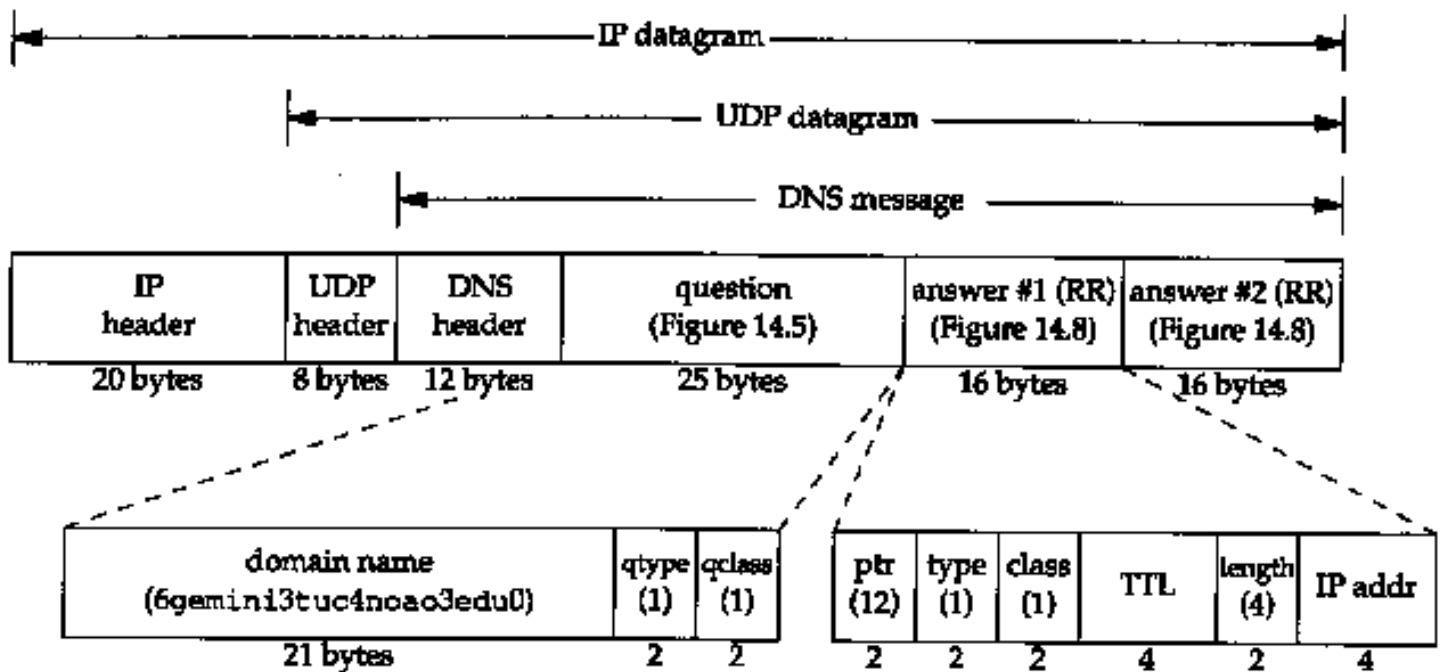 IP datagram
UDP datagram
DNS message
IP header
UDP header
DNS header
question (Figure 14.5)
answer #1 (RR) (Figure 14.8)
answer #2 (RR) (Figure 14.8)
20 bytes
8 bytes
12 bytes
25 bytes
16 bytes
16 bytes
domain name (6gemini3tuc4noao3edu0)
qtype (1)
qclass (1)
ptr (12)
type (1)
class (1)
TTL
length (4)
IP addr
21 bytes
2
2
2
2
2
4
2
4